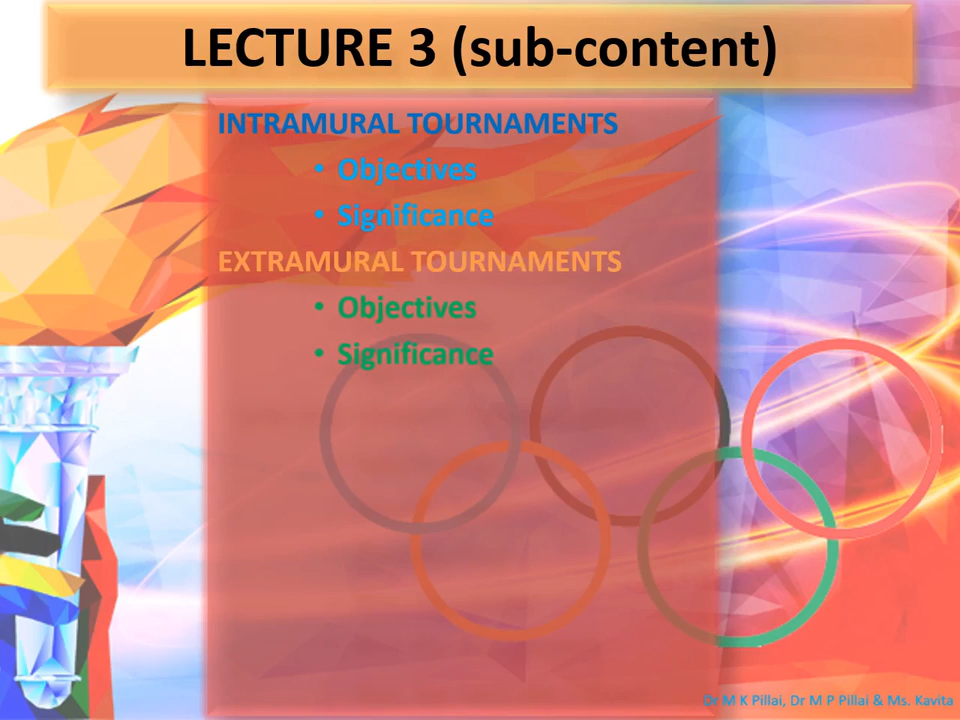 LECTURE 3 (sub-content)
INTRAMURAL TOURNAMENTS
• Objectives
• Significance
EXTRAMURAL TOURNAMENTS
• Objectives
• Significance
Dr M K Pillai, Dr M P Pillai & Ms. Kavita